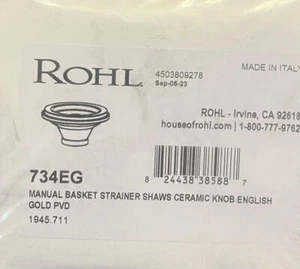 ROHL
4503809278
Sep-06-23
MADE IN ITALY
ROHL - Irvine, CA 92618
houseofrohl.com | 1-800-777-9762
734EG
8 24438 38588 7
MANUAL BASKET STRAINER SHAWS CERAMIC KNOB ENGLISH
GOLD PVD
1945.711